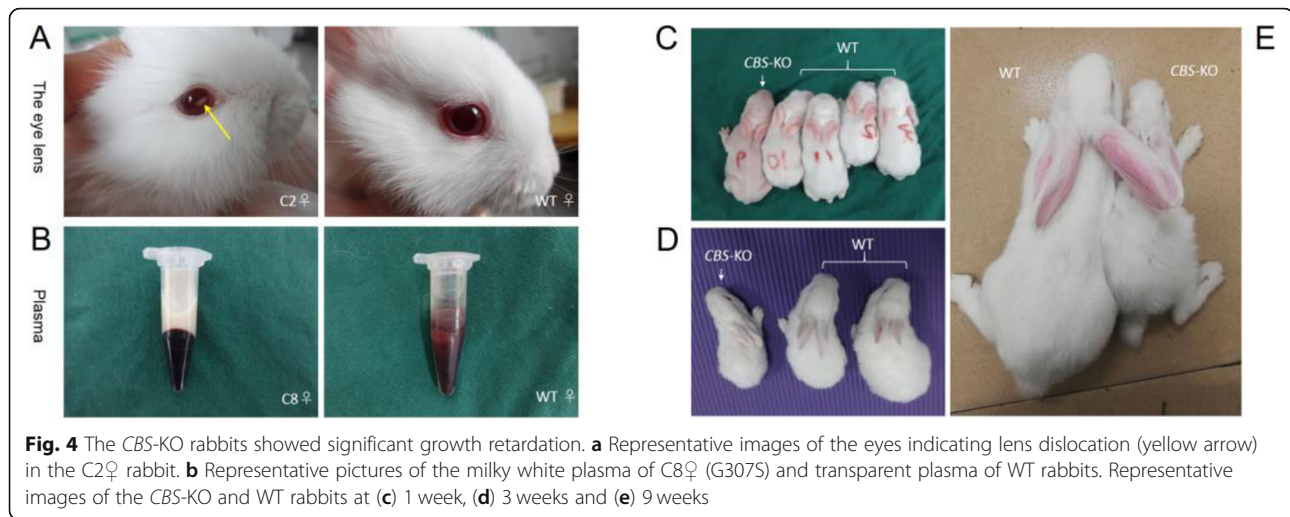 A
The eye lens
C2♀
WT ♀
B
Plasma
C8♀
WT ♀
C
CBS-KO
WT
11
D
CBS-KO
WT
E
WT
CBS-KO
Fig. 4 The CBS-KO rabbits showed significant growth retardation. a Representative images of the eyes indicating lens dislocation (yellow arrow)
in the C2♀ rabbit. b Representative pictures of the milky white plasma of C8♀ (G307S) and transparent plasma of WT rabbits. Representative
images of the CBS-KO and WT rabbits at (c) 1 week, (d) 3 weeks and (e) 9 weeks